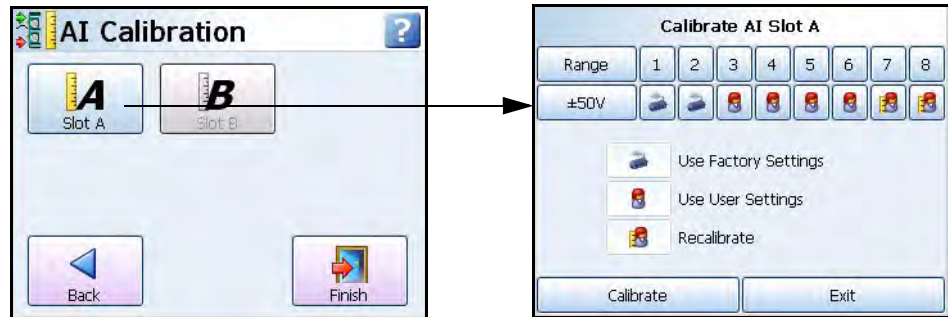 AI Calibration
?
A
Slot A
B
Slot B
Back
Finish
Calibrate AI Slot A
Range 1 2 3 4 5 6 7 8
±50V
Use Factory Settings
Use User Settings
Recalibrate
Calibrate Exit